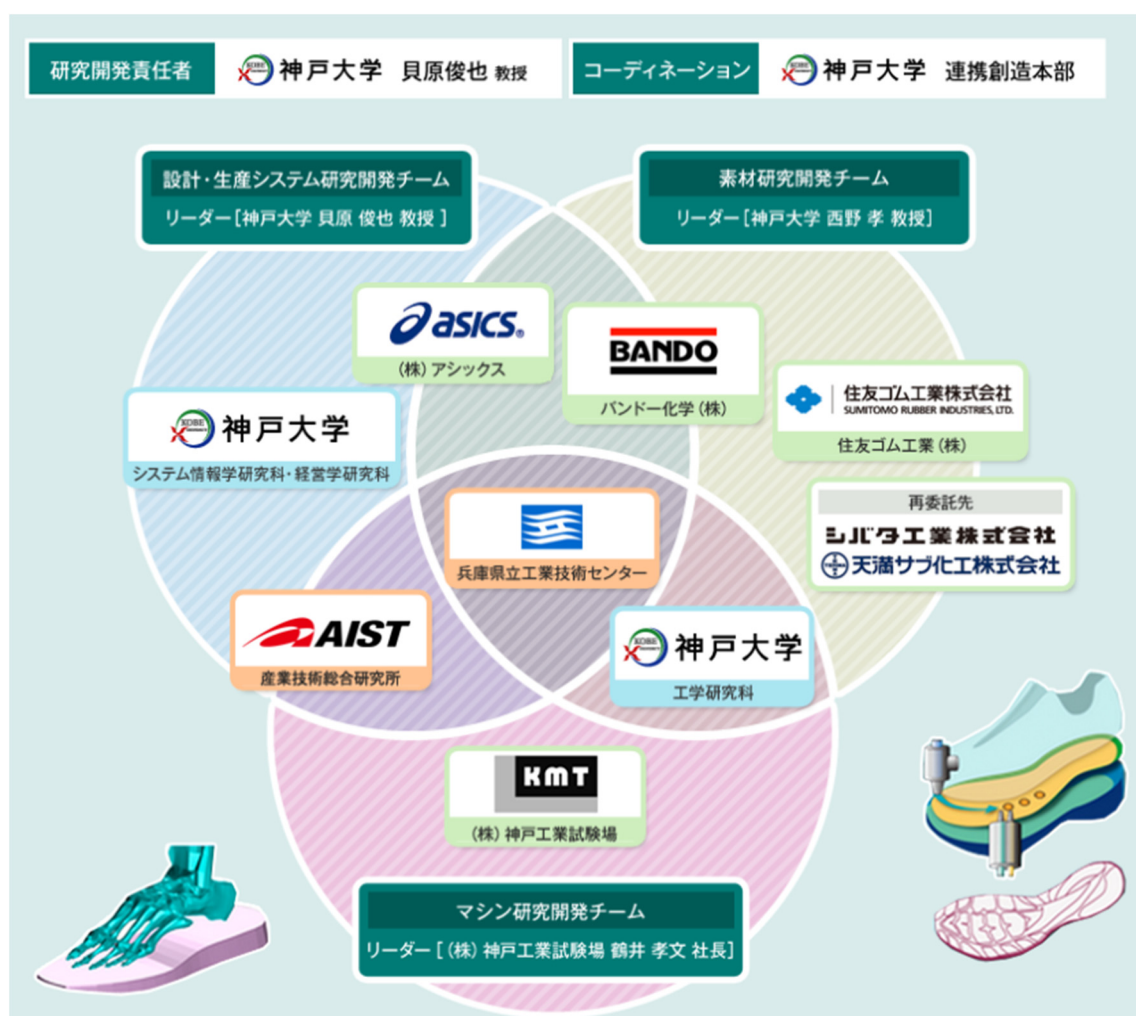 研究開発責任者
神戸大学 貝原俊也 教授
コーディネーション
神戸大学 連携創造本部
設計・生産システム研究開発チーム
リーダー[神戸大学 貝原 俊也 教授 ]
素材研究開発チーム
リーダー[神戸大学 西野 孝 教授]
asics®
(株)アシックス
BANDO
バンドー化学(株)
住友ゴム工業株式会社
SUMITOMO RUBBER INDUSTRIES, LTD.
住友ゴム工業(株)
KOBE
神戸大学
システム情報学研究科・経営学研究科
再委託先
シバタ工業株式会社
天満サブ化工株式会社
兵庫県立工業技術センター
AIST
産業技術総合研究所
KOBE
神戸大学
工学研究科
KMT
(株)神戸工業試験場
マシン研究開発チーム
リーダー[(株)神戸工業試験場 鶴井 孝文 社長]